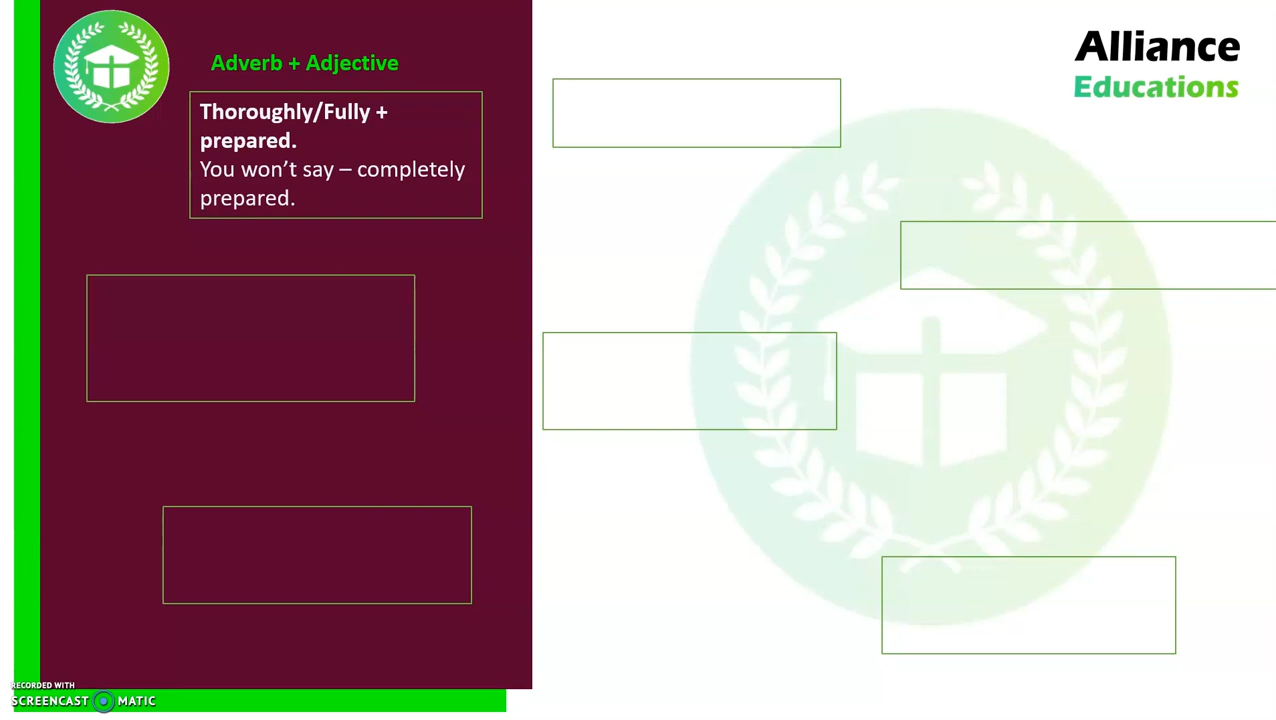 Adverb + Adjective
Thoroughly/Fully +
prepared.
You won’t say – completely
prepared.
Alliance
Educations
RECORDED WITH
SCREENCAST MATIC